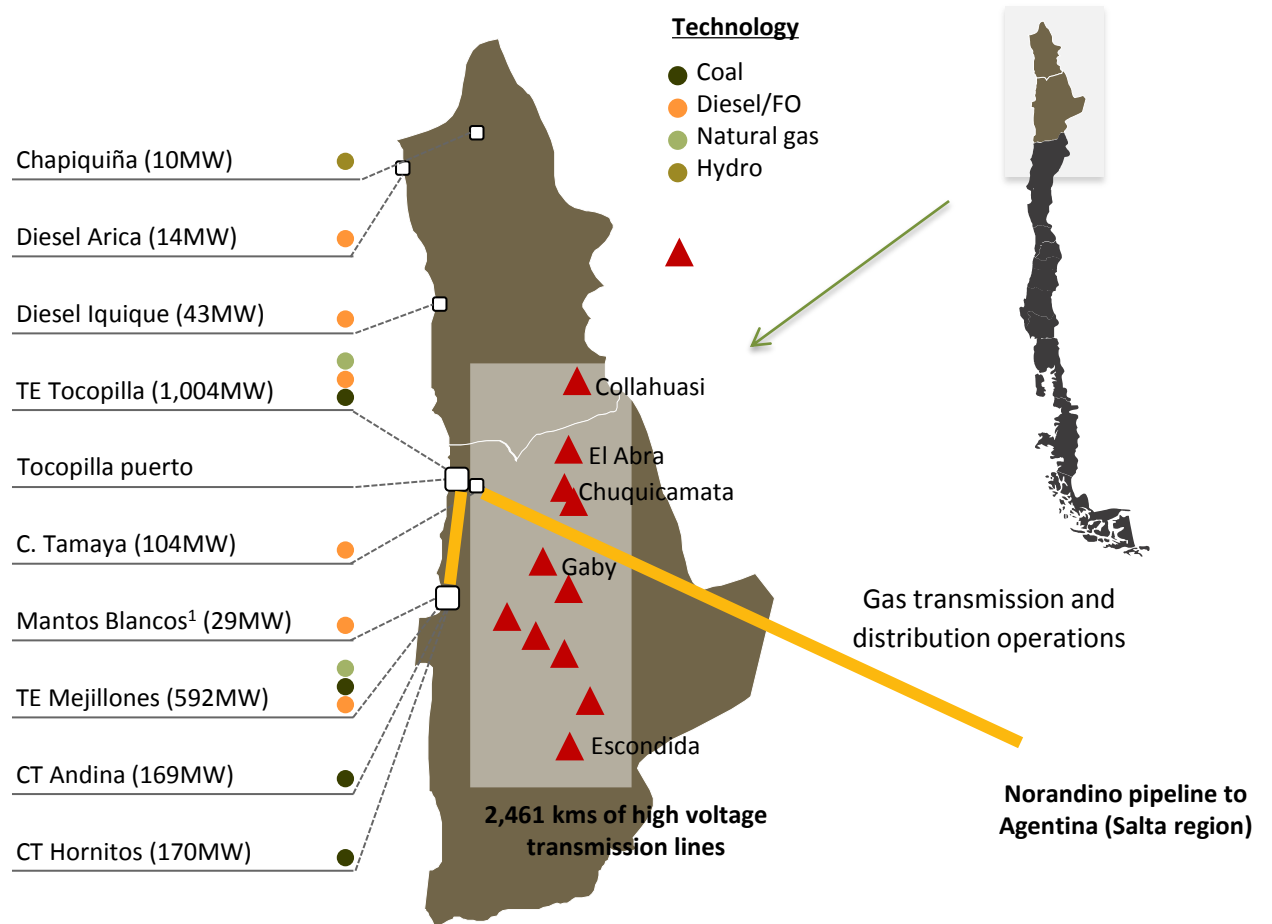 Technology
Coal
Diesel/FO
Natural gas
Hydro
Chapiquiña (10MW)
Diesel Arica (14MW)
Diesel Iquique (43MW)
TE Tocopilla (1,004MW)
Tocopilla puerto
C. Tamaya (104MW)
Mantos Blancos¹ (29MW)
TE Mejillones (592MW)
CT Andina (169MW)
CT Hornitos (170MW)
Collahuasi
El Abra
Chuquicamata
Gaby
Escondida
2,461 kms of high voltage
transmission lines
Gas transmission and
distribution operations
Norandino pipeline to
Agentina (Salta region)